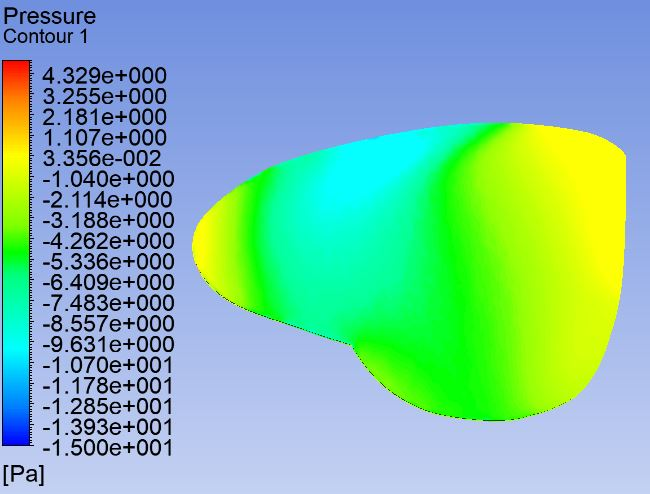 Pressure
Contour 1
4.329e+000
3.255e+000
2.181e+000
1.107e+000
3.356e-002
-1.040e+000
-2.114e+000
-3.188e+000
-4.262e+000
-5.336e+000
-6.409e+000
-7.483e+000
-8.557e+000
-9.631e+000
-1.070e+001
-1.178e+001
-1.285e+001
-1.393e+001
-1.500e+001
[Pa]